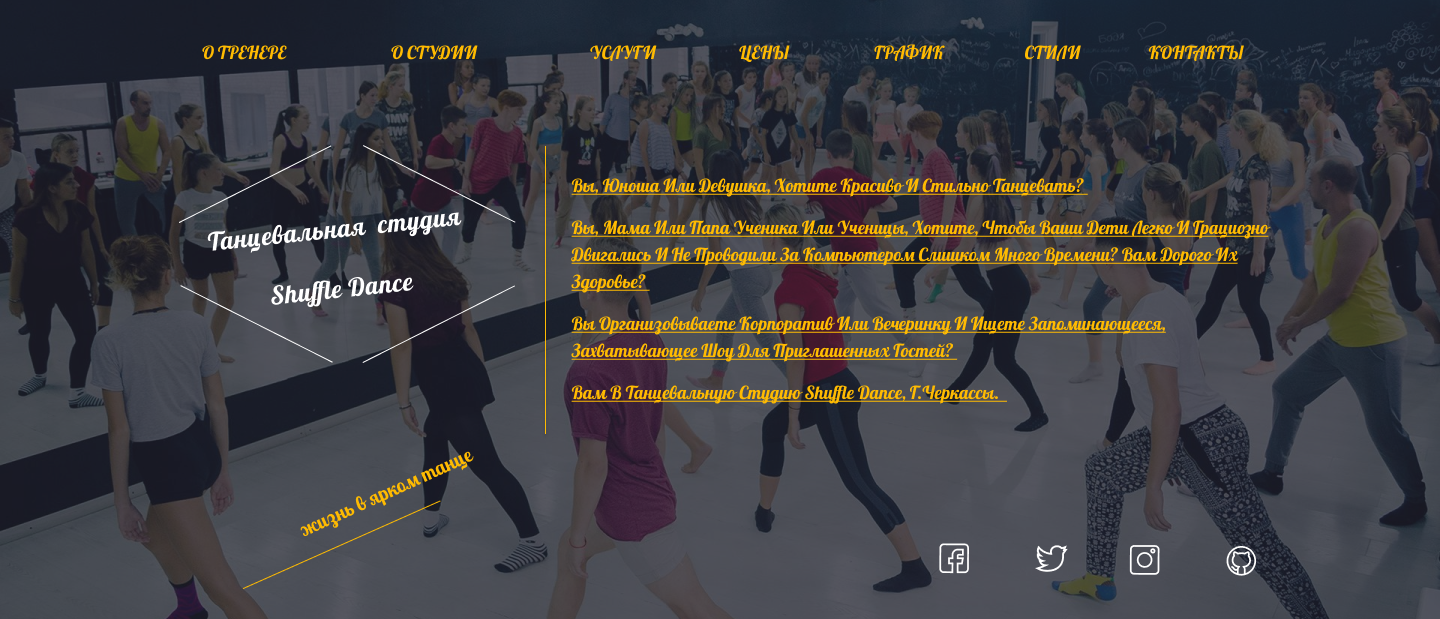 О ТРЕНЕРЕ О СТУДИИ УСЛУГИ ЦЕНЫ ГРАФИК СТИЛИ КОНТАКТЫ
Танцевальная студия
Shuffle Dance
жизнь в ярком танце
Вы, Юноша Или Девушка, Хотите Красиво И Стильно Танцевать?
Вы, Мама Или Папа Ученика Или Ученицы, Хотите, Чтобы Ваши Дети Легко И Грациозно
Двигались И Не Проводили За Компьютером Слишком Много Времени? Вам Дорого Их
Здоровье?
Вы Организовываете Корпоратив Или Вечеринку И Ищете Запоминающееся,
Захватывающее Шоу Для Приглашенных Гостей?
Вам В Танцевальную Студию Shuffle Dance, Г.Черкассы.